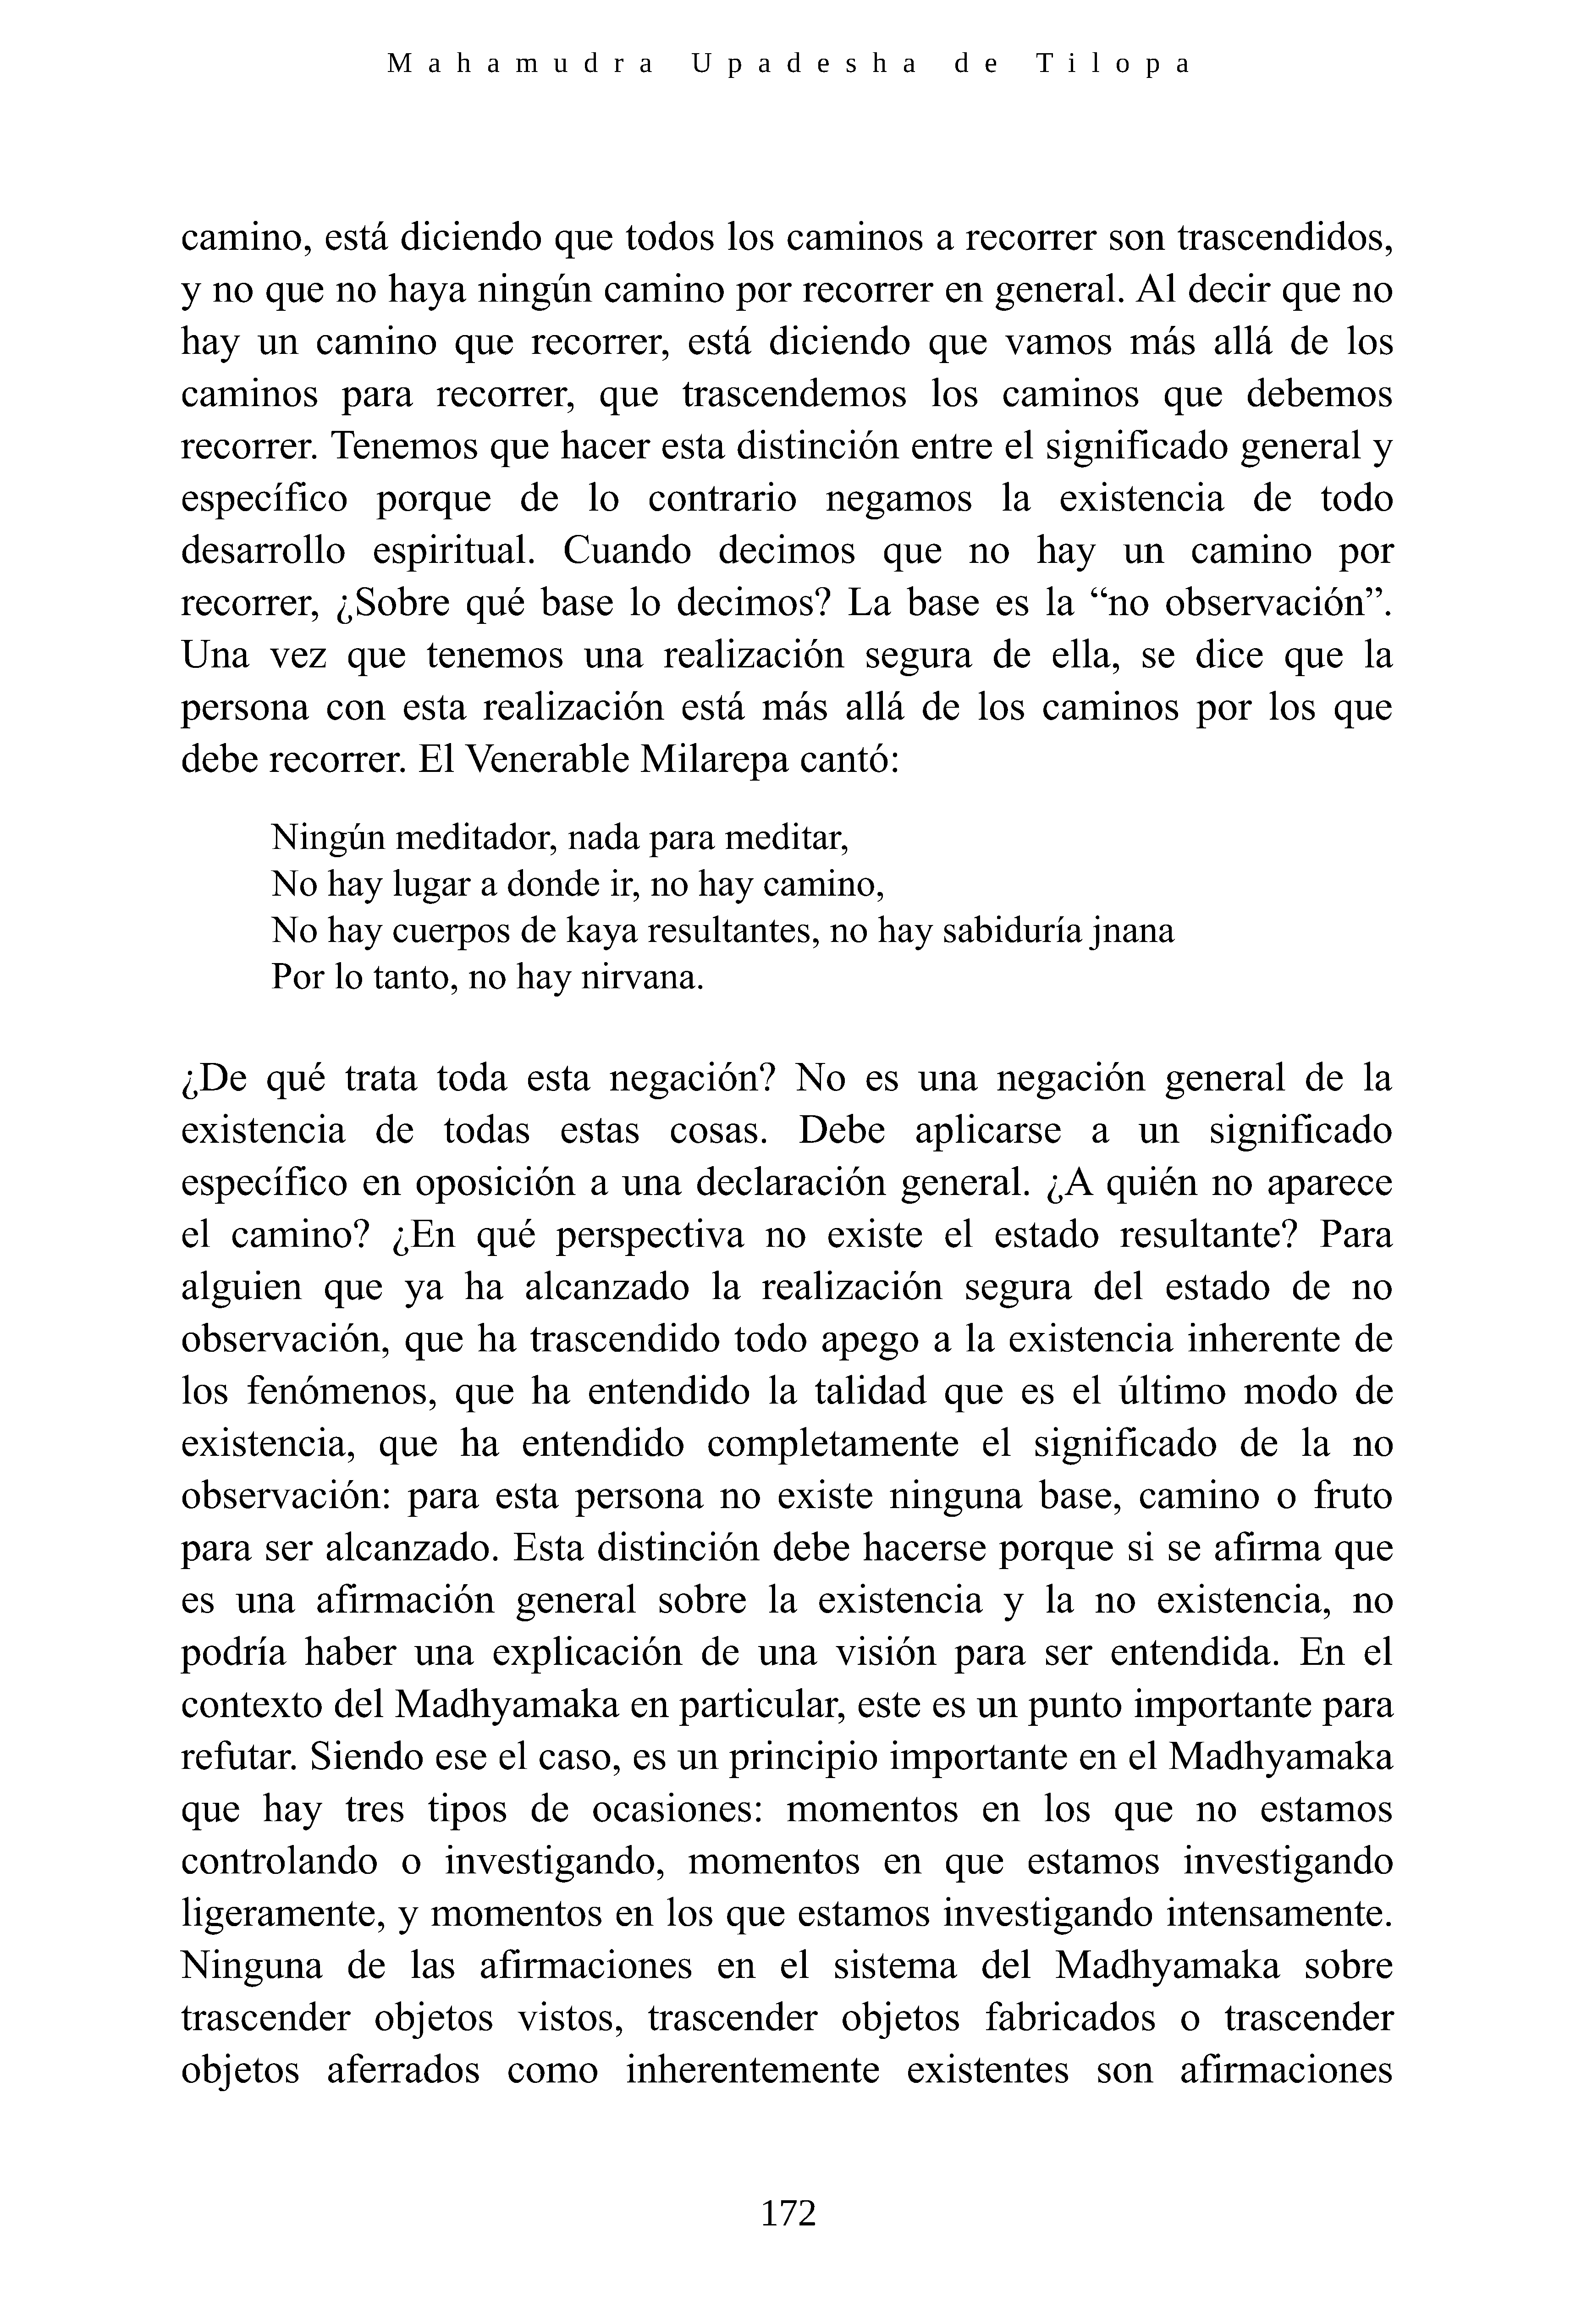 Mahamudra Upadesha de Tilopa
camino, está diciendo que todos los caminos a recorrer son trascendidos,
y no que no haya ningún camino por recorrer en general. Al decir que no
hay un camino que recorrer, está diciendo que vamos más allá de los
caminos para recorrer, que trascendemos los caminos que debemos
recorrer. Tenemos que hacer esta distinción entre el significado general y
específico porque de lo contrario negamos la existencia de todo
desarrollo espiritual. Cuando decimos que no hay un camino por
recorrer, ¿Sobre qué base lo decimos? La base es la “no observación”.
Una vez que tenemos una realización segura de ella, se dice que la
persona con esta realización está más allá de los caminos por los que
debe recorrer. El Venerable Milarepa cantó:
Ningún meditador, nada para meditar,
No hay lugar a donde ir, no hay camino,
No hay cuerpos de kaya resultantes, no hay sabiduría jnana
Por lo tanto, no hay nirvana.
¿De qué trata toda esta negación? No es una negación general de la
existencia de todas estas cosas. Debe aplicarse a un significado
específico en oposición a una declaración general. ¿A quién no aparece
el camino? ¿En qué perspectiva no existe el estado resultante? Para
alguien que ya ha alcanzado la realización segura del estado de no
observación, que ha trascendido todo apego a la existencia inherente de
los fenómenos, que ha entendido la talidad que es el último modo de
existencia, que ha entendido completamente el significado de la no
observación: para esta persona no existe ninguna base, camino o fruto
para ser alcanzado. Esta distinción debe hacerse porque si se afirma que
es una afirmación general sobre la existencia y la no existencia, no
podría haber una explicación de una visión para ser entendida. En el
contexto del Madhyamaka en particular, este es un punto importante para
refutar. Siendo ese el caso, es un principio importante en el Madhyamaka
que hay tres tipos de ocasiones: momentos en los que no estamos
controlando o investigando, momentos en que estamos investigando
ligeramente, y momentos en los que estamos investigando intensamente.
Ninguna de las afirmaciones en el sistema del Madhyamaka sobre
trascender objetos vistos, trascender objetos fabricados o trascender
objetos aferrados como inherentemente existentes son afirmaciones
172